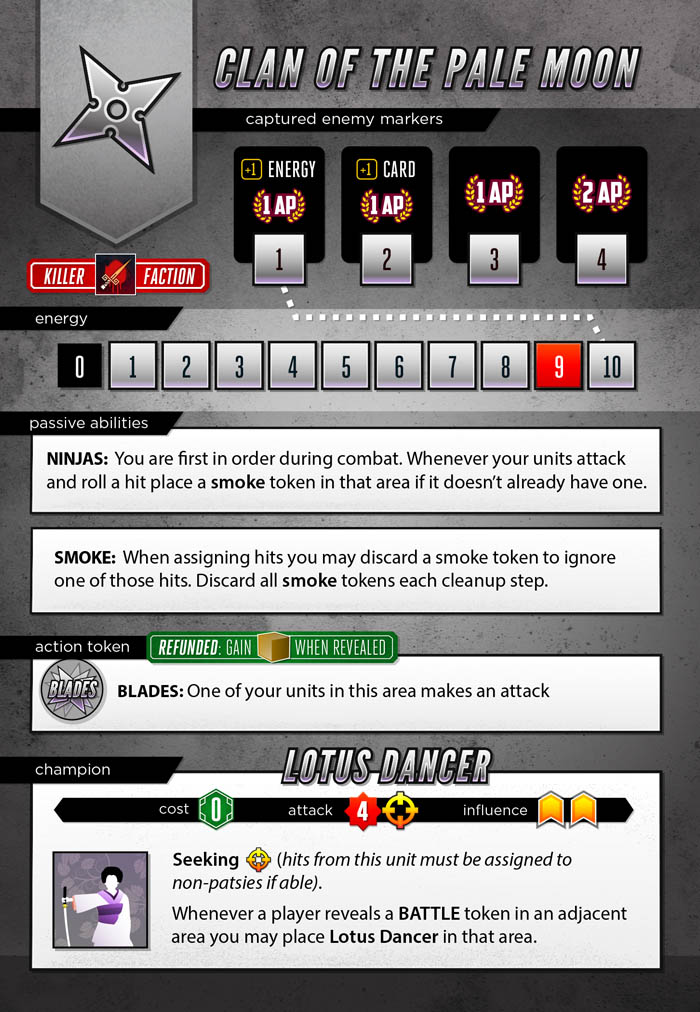 CLAN OF THE PALE MOON
captured enemy markers
+1 ENERGY
1 AP
1
+1 CARD
1 AP
2
1 AP
3
2 AP
4
KILLER FACTION
energy
0 1 2 3 4 5 6 7 8 9 10
passive abilities
NINJAS: You are first in order during combat. Whenever your units attack
and roll a hit place a smoke token in that area if it doesn't already have one.
SMOKE: When assigning hits you may discard a smoke token to ignore
one of those hits. Discard all smoke tokens each cleanup step.
action token
REFUNDED: GAIN WHEN REVEALED
BLADES
BLADES: One of your units in this area makes an attack
champion
LOTUS DANCER
cost 0 attack 4 influence
Seeking (hits from this unit must be assigned to
non-patsies if able).
Whenever a player reveals a BATTLE token in an adjacent
area you may place Lotus Dancer in that area.